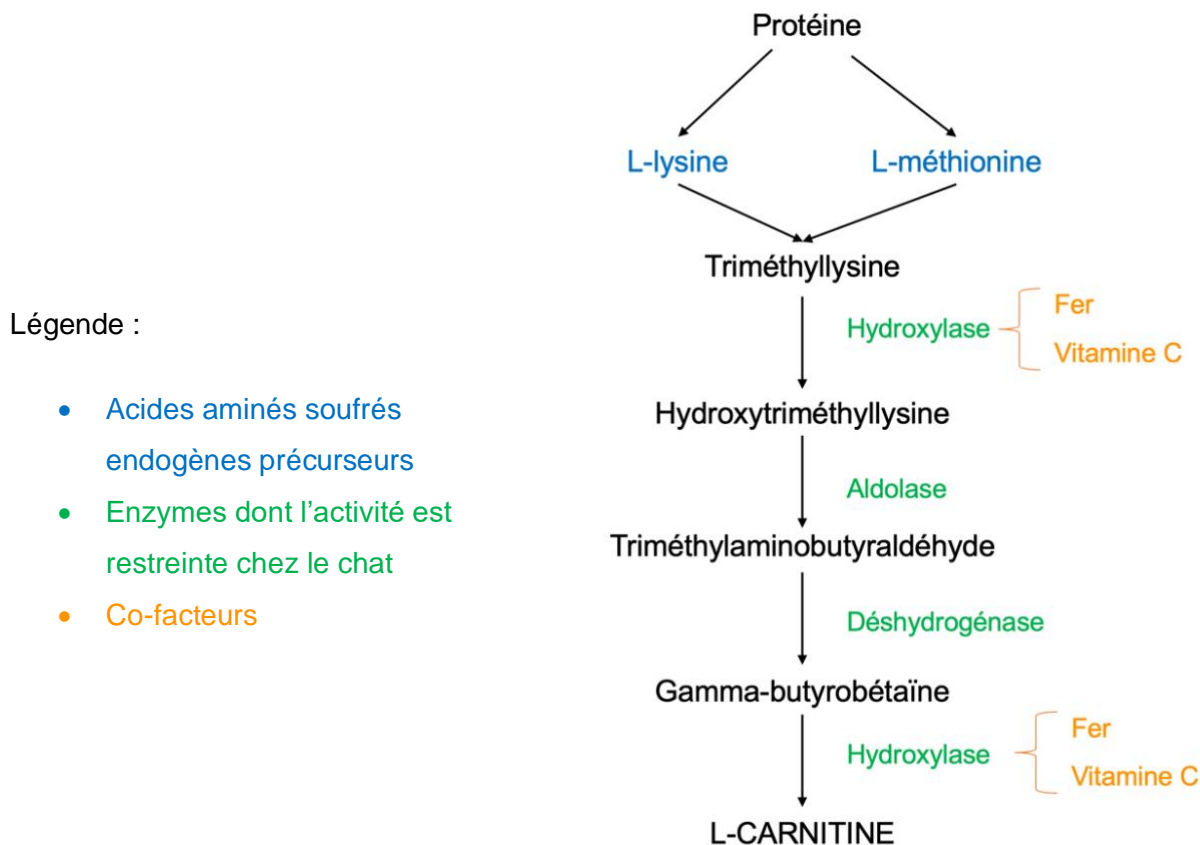 Protéine
L-lysine
L-méthionine
Triméthyllysine
Hydroxylase
Fer
Vitamine C
Hydroxytriméthyllysine
Aldolase
Triméthylaminobutyraldéhyde
Déshydrogénase
Gamma-butyrobétaïne
Hydroxylase
Fer
Vitamine C
L-CARNITINE
Légende :
• Acides aminés soufrés
endogènes précurseurs
• Enzymes dont l’activité est
restreinte chez le chat
• Co-facteurs